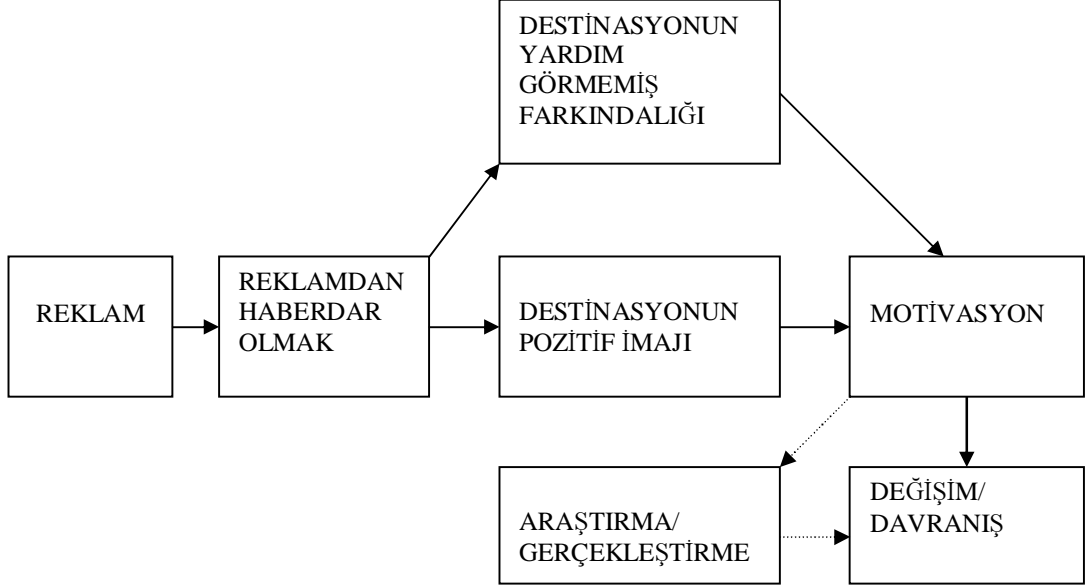 DESTİNASYONUN
YARDIM
GÖRMEMİŞ
FARKINDALIĞI
REKLAM
REKLAMDAN
HABERDAR
OLMAK
DESTİNASYONUN
POZİTİF İMAJI
MOTİVASYON
ARAŞTIRMA/
GERÇEKLEŞTİRME
DEĞİŞİM/
DAVRANIŞ